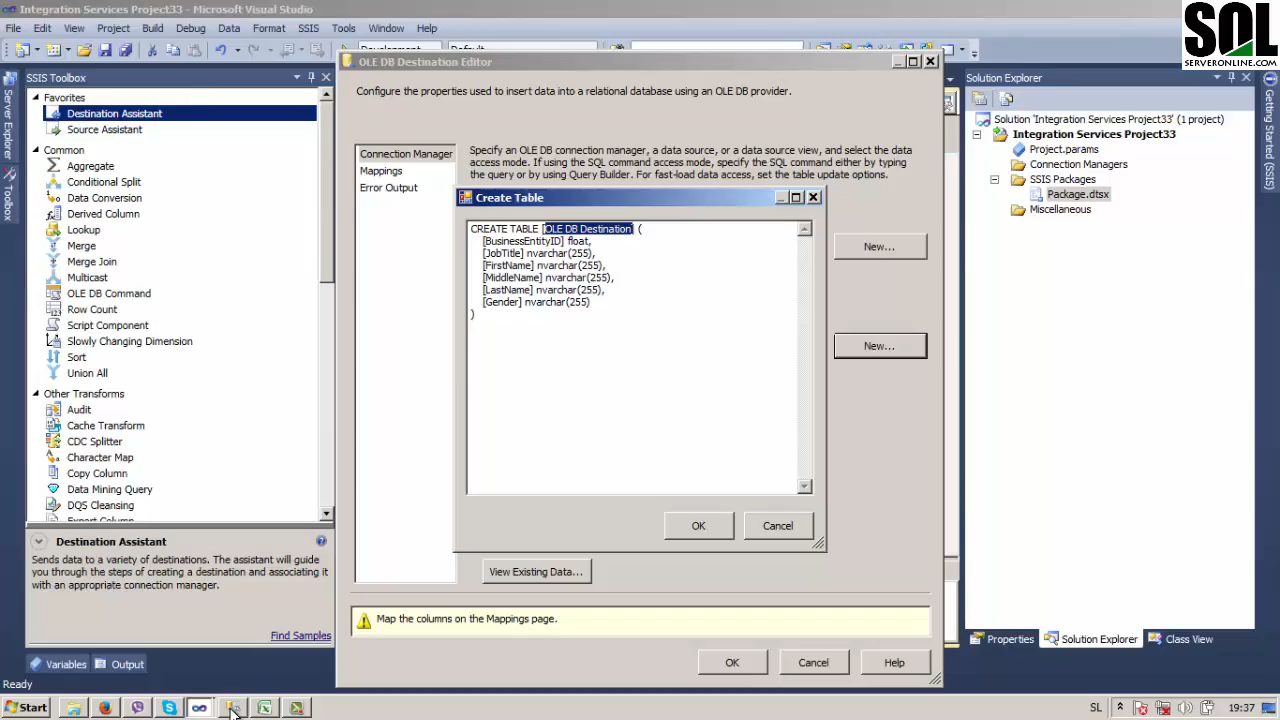 Integration Services Project33 - Microsoft Visual Studio
File Edit View Project Build Debug Data Format SSIS Tools Window Help
SQL
SERVERONLINE.COM
SSIS Toolbox
Favorites
Destination Assistant
Source Assistant
Common
Aggregate
Conditional Split
Data Conversion
Derived Column
Lookup
Merge
Merge Join
Multicast
OLE DB Command
Row Count
Script Component
Slowly Changing Dimension
Sort
Union All
Other Transforms
Audit
Cache Transform
CDC Splitter
Character Map
Copy Column
Data Mining Query
DQS Cleansing
Export Column
Destination Assistant
Sends data to a variety of destinations. The assistant will guide
you through the steps of creating a destination and associating it
with an appropriate connection manager.
Find Samples
Variables Output
Ready
Server Explorer
Toolbox
OLE DB Destination Editor
Configure the properties used to insert data into a relational database using an OLE DB provider.
Connection Manager
Mappings
Error Output
Specify an OLE DB connection manager, a data source, or a data source view, and select the data
access mode. If using the SQL command access mode, specify the SQL command either by typing
the query or by using Query Builder. For fast-load data access, set the table update options.
Create Table
CREATE TABLE [OLE DB Destination] (
[BusinessEntityID] float,
[JobTitle] nvarchar(255),
[FirstName] nvarchar(255),
[MiddleName] nvarchar(255),
[LastName] nvarchar(255),
[Gender] nvarchar(255)
)
OK Cancel
New...
New...
View Existing Data...
Map the columns on the Mappings page.
OK Cancel Help
Solution Explorer
Solution 'Integration Services Project33' (1 project)
Integration Services Project33
Project.params
Connection Managers
SSIS Packages
Package.dtsx
Miscellaneous
Properties Solution Explorer Class View
Getting Started (SSIS)
Start
SL 19:37